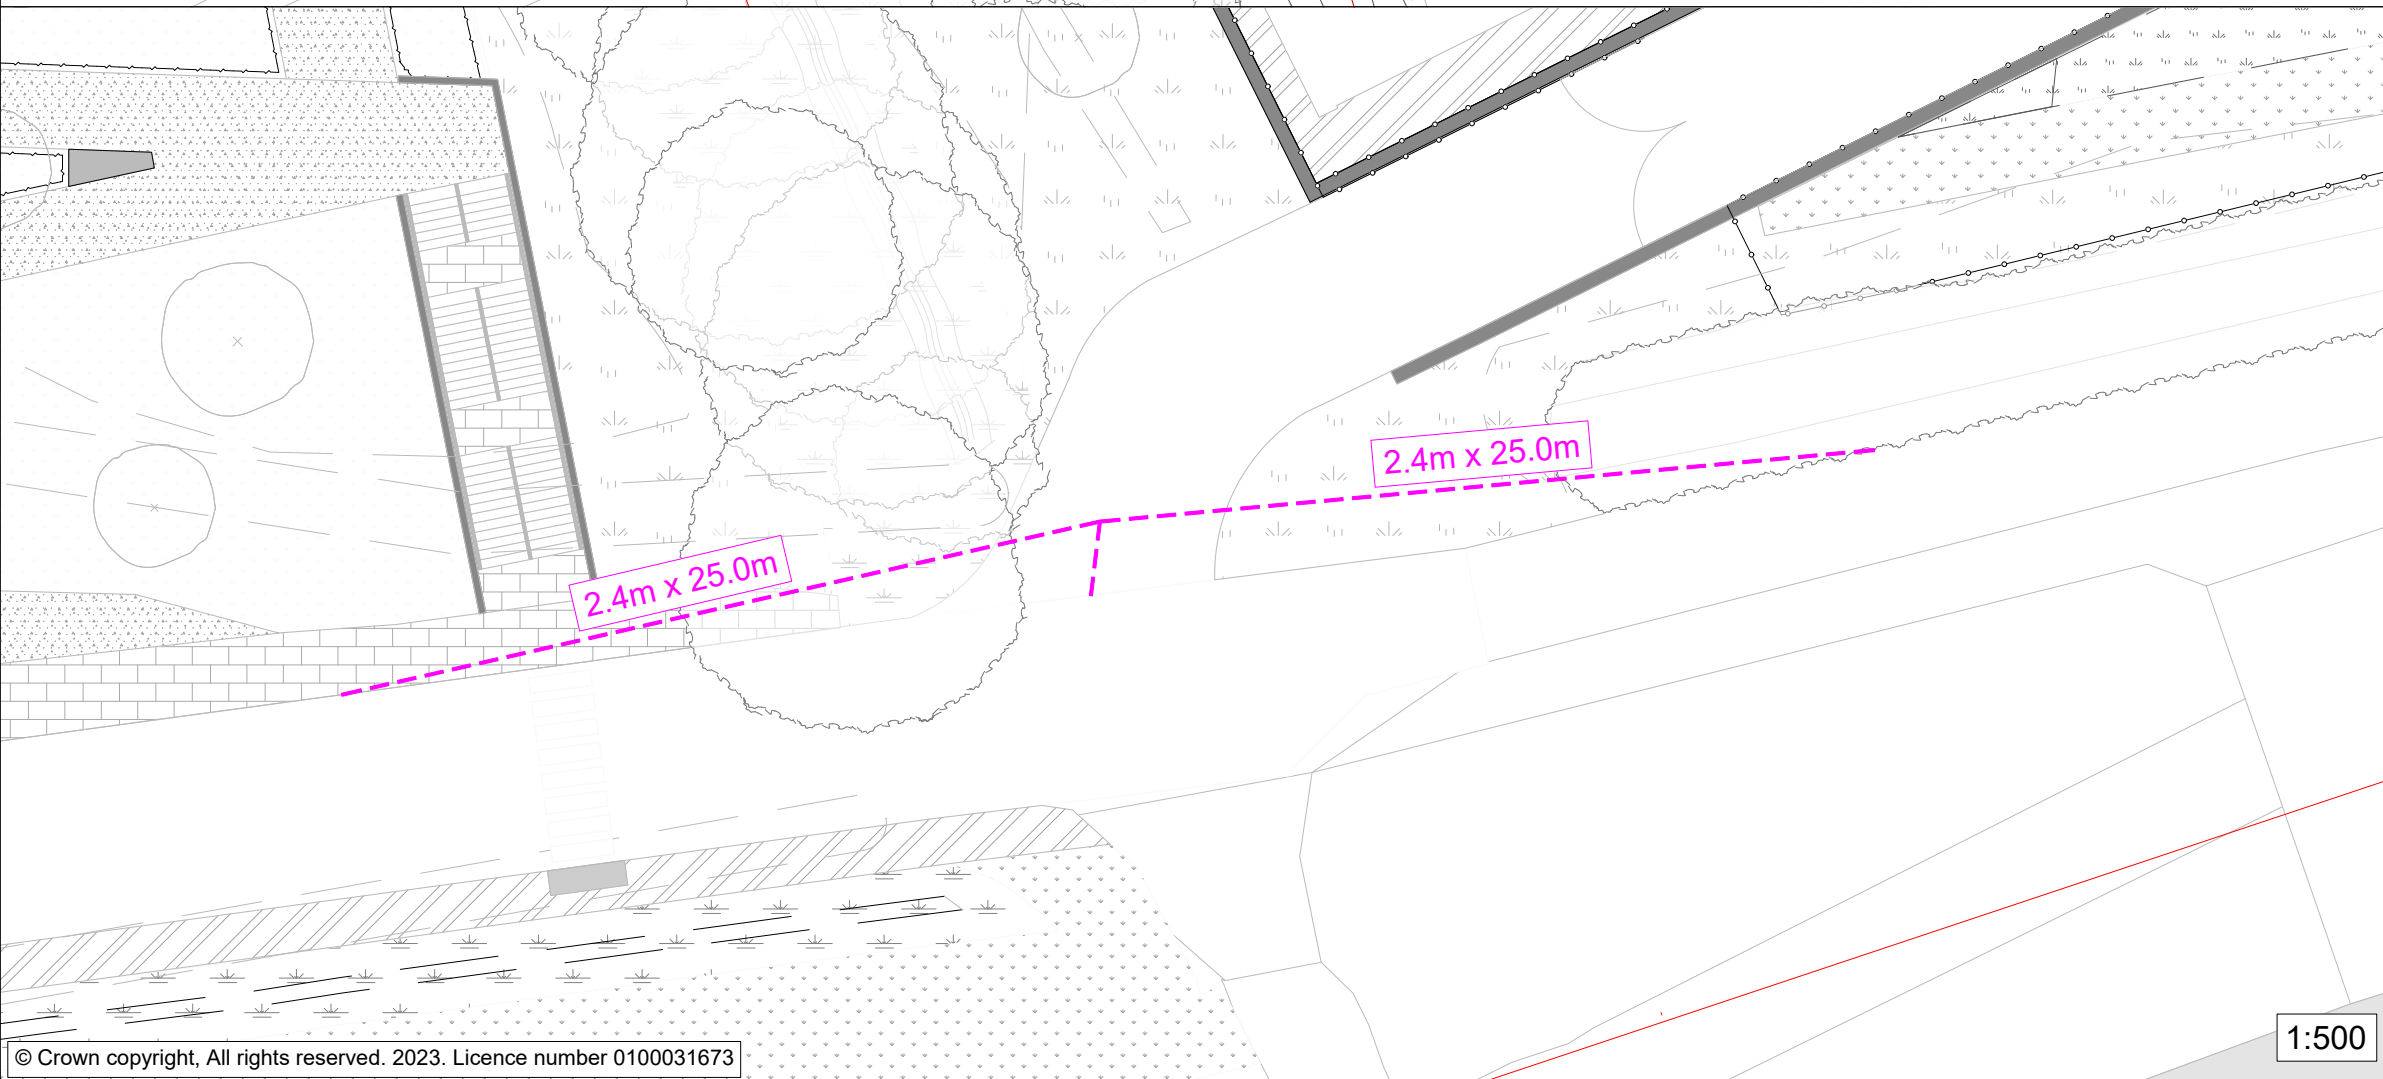 2.4m x 25.0m
2.4m x 25.0m
© Crown copyright, All rights reserved. 2023. Licence number 0100031673
1:500